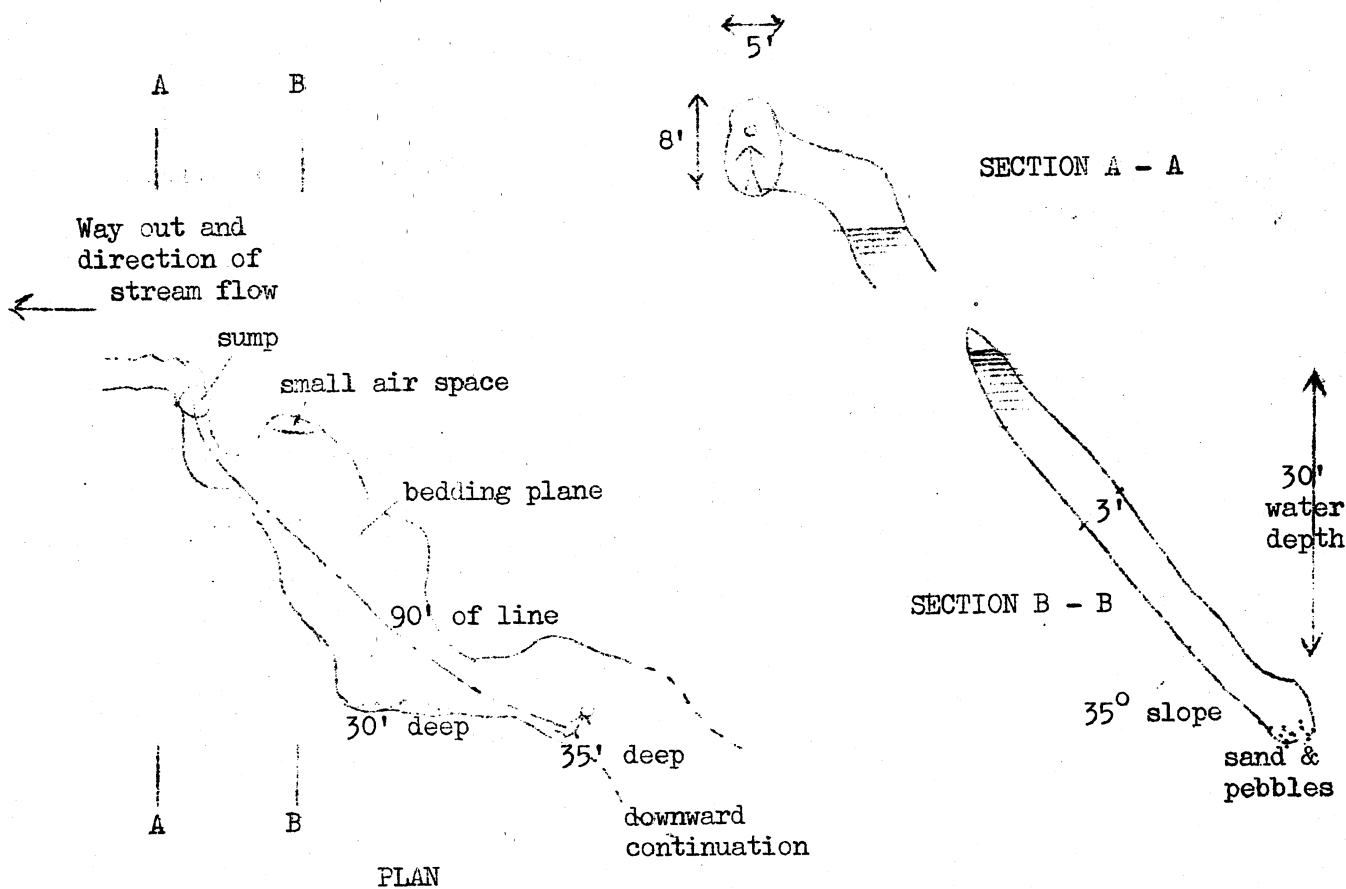 A
B
Way out and
direction of
stream flow
sump
small air space
bedding plane
90' of line
30' deep
35' deep
downward
continuation
A
B
PLAN
5'
8'
SECTION A - A
3'
30'
water
depth
SECTION B - B
35° slope
sand &
pebbles